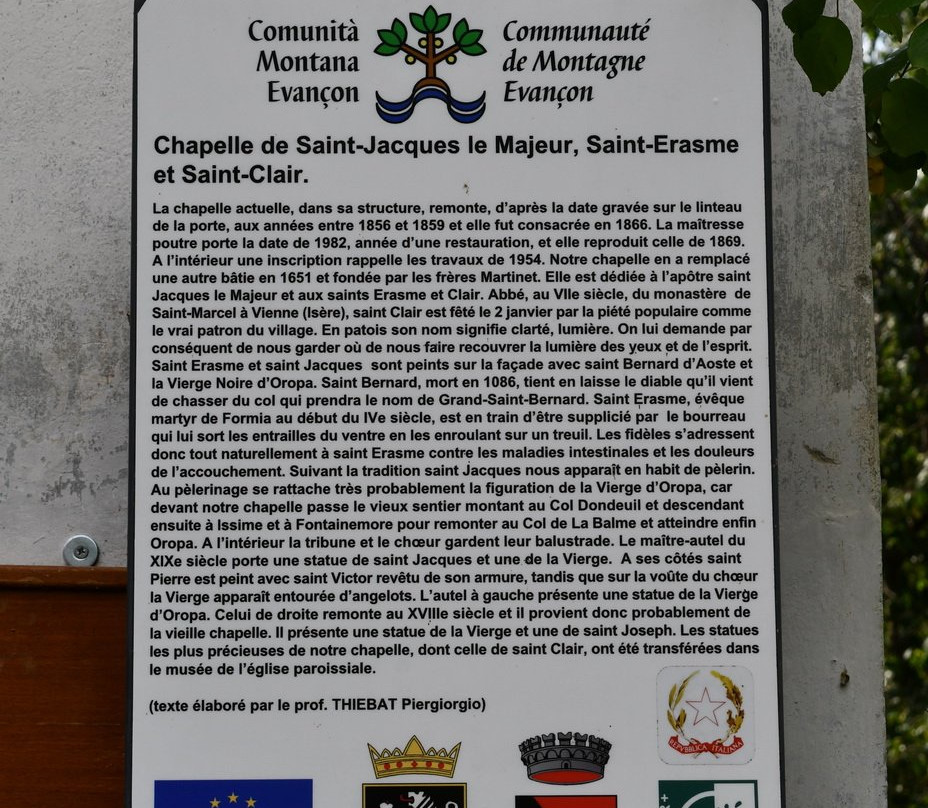 Comunità
Montana
Evançon
Communauté
de Montagne
Evançon
Chapelle de Saint-Jacques le Majeur, Saint-Erasme
et Saint-Clair.
La chapelle actuelle, dans sa structure, remonte, d'après la date gravée sur le linteau
de la porte, aux années entre 1856 et 1859 et elle fut consacrée en 1866. La maîtresse
poutre porte la date de 1982, année d'une restauration, et elle reproduit celle de 1869.
A l'intérieur une inscription rappelle les travaux de 1954. Notre chapelle en a remplacé
une autre bâtie en 1651 et fondée par les frères Martinet. Elle est dédiée à l'apôtre saint
Jacques le Majeur et aux saints Erasme et Clair. Abbé, au VIIe siècle, du monastère de
Saint-Marcel à Vienne (Isère), saint Clair est fêté le 2 janvier par la piété populaire comme
le vrai patron du village. En patois son nom signifie clarté, lumière. On lui demande par
conséquent de nous garder où de nous faire recouvrer la lumière des yeux et de l'esprit.
Saint Erasme et saint Jacques sont peints sur la façade avec saint Bernard d'Aoste et
la Vierge Noire d'Oropa. Saint Bernard, mort en 1086, tient en laisse le diable qu'il vient
de chasser du col qui prendra le nom de Grand-Saint-Bernard. Saint Erasme, évêque
martyr de Formia au début du IVe siècle, est en train d'être supplicié par le bourreau
qui lui sort les entrailles du ventre en les enroulant sur un treuil. Les fidèles s'adressent
donc tout naturellement à saint Erasme contre les maladies intestinales et les douleurs
de l'accouchement. Suivant la tradition saint Jacques nous apparaît en habit de pèlerin.
Au pèlerinage se rattache très probablement la figuration de la Vierge d'Oropa, car
devant notre chapelle passe le vieux sentier montant au Col Dondeuil et descendant
ensuite à Issime et à Fontainemore pour remonter au Col de La Balme et atteindre enfin
Oropa. A l'intérieur la tribune et le chœur gardent leur balustrade. Le maître-autel du
XIXe siècle porte une statue de saint Jacques et une de la Vierge. A ses côtés saint
Pierre est peint avec saint Victor revêtu de son armure, tandis que sur la voûte du chœur
la Vierge apparaît entourée d'angelots. L'autel à gauche présente une statue de la Vierge
d'Oropa. Celui de droite remonte au XVIIIe siècle et il provient donc probablement de
la vieille chapelle. Il présente une statue de la Vierge et une de saint Joseph. Les statues
les plus précieuses de notre chapelle, dont celle de saint Clair, ont été transférées dans
le musée de l'église paroissiale.
(texte élaboré par le prof. THIEBAT Piergiorgio)
REPVBBLICA ITALIANA